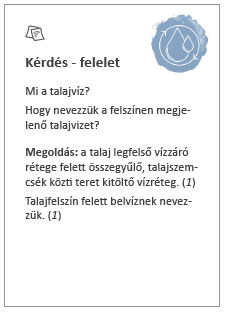 Kérdés - felelet
Mi a talajvíz?
Hogy nevezzük a felszínen megje-
lenő talajvizet?
Megoldás: a talaj legfelső vízzáró
rétege felett összegyűlő, talajszem-
csék közti teret kitöltő vízréteg. (1)
Talajfelszín felett belvíznek nevez-
zük. (1)